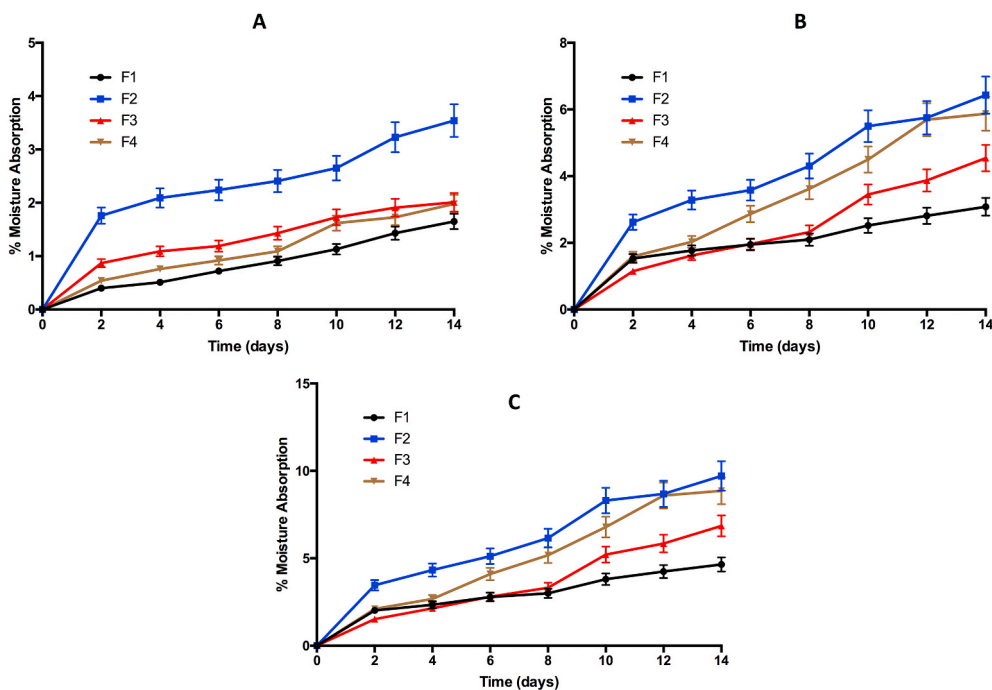 A
% Moisture Absorption
5
4
3
2
1
0
F1
F2
F3
F4
0 2 4 6 8 10 12 14
Time (days)
B
% Moisture Absorption
8
6
4
2
0
F1
F2
F3
F4
0 2 4 6 8 10 12 14
Time (days)
C
% Moisture Absorption
15
10
5
0
F1
F2
F3
F4
0 2 4 6 8 10 12 14
Time (days)